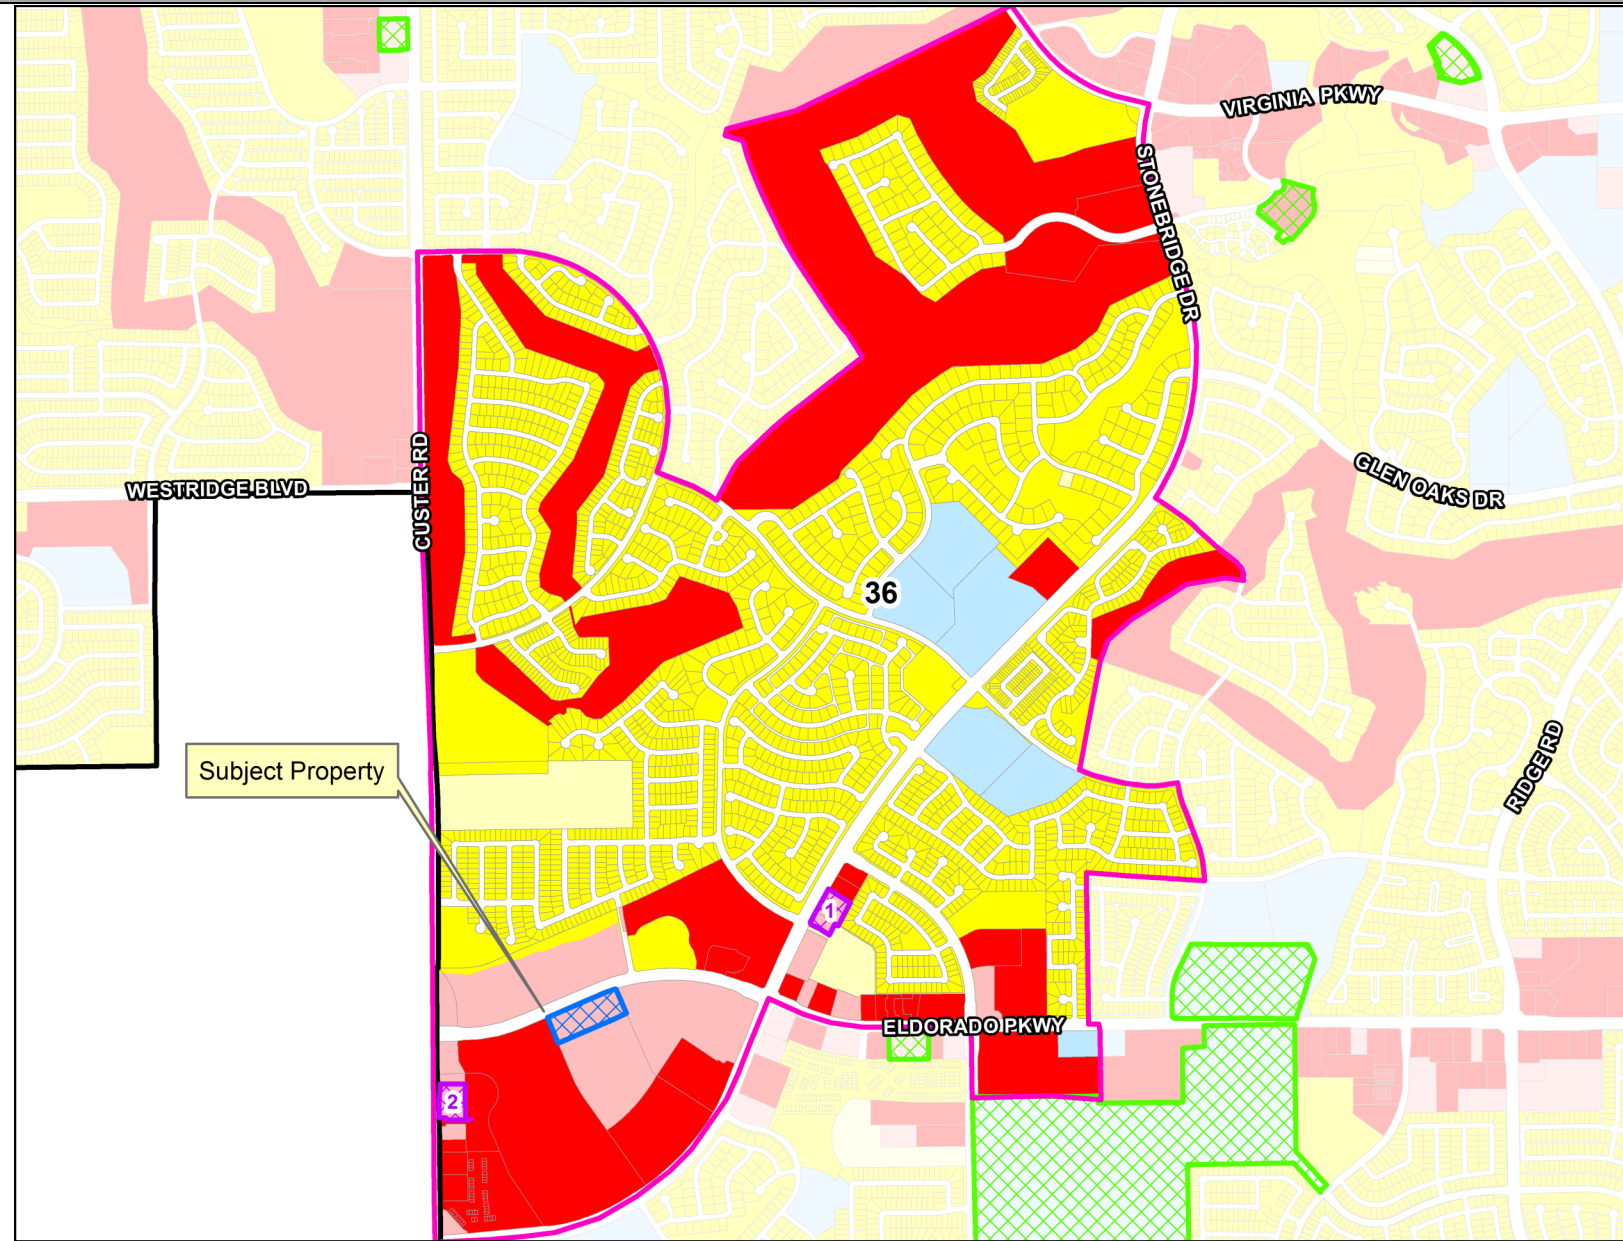 VIRGINIA PKWY
STONEBRIDGE DR
CUSTER RD
WESTRIDGE BLVD
GLEN OAKS DR
36
Subject Property
RIDGE RD
1
ELDORADO PKWY
2